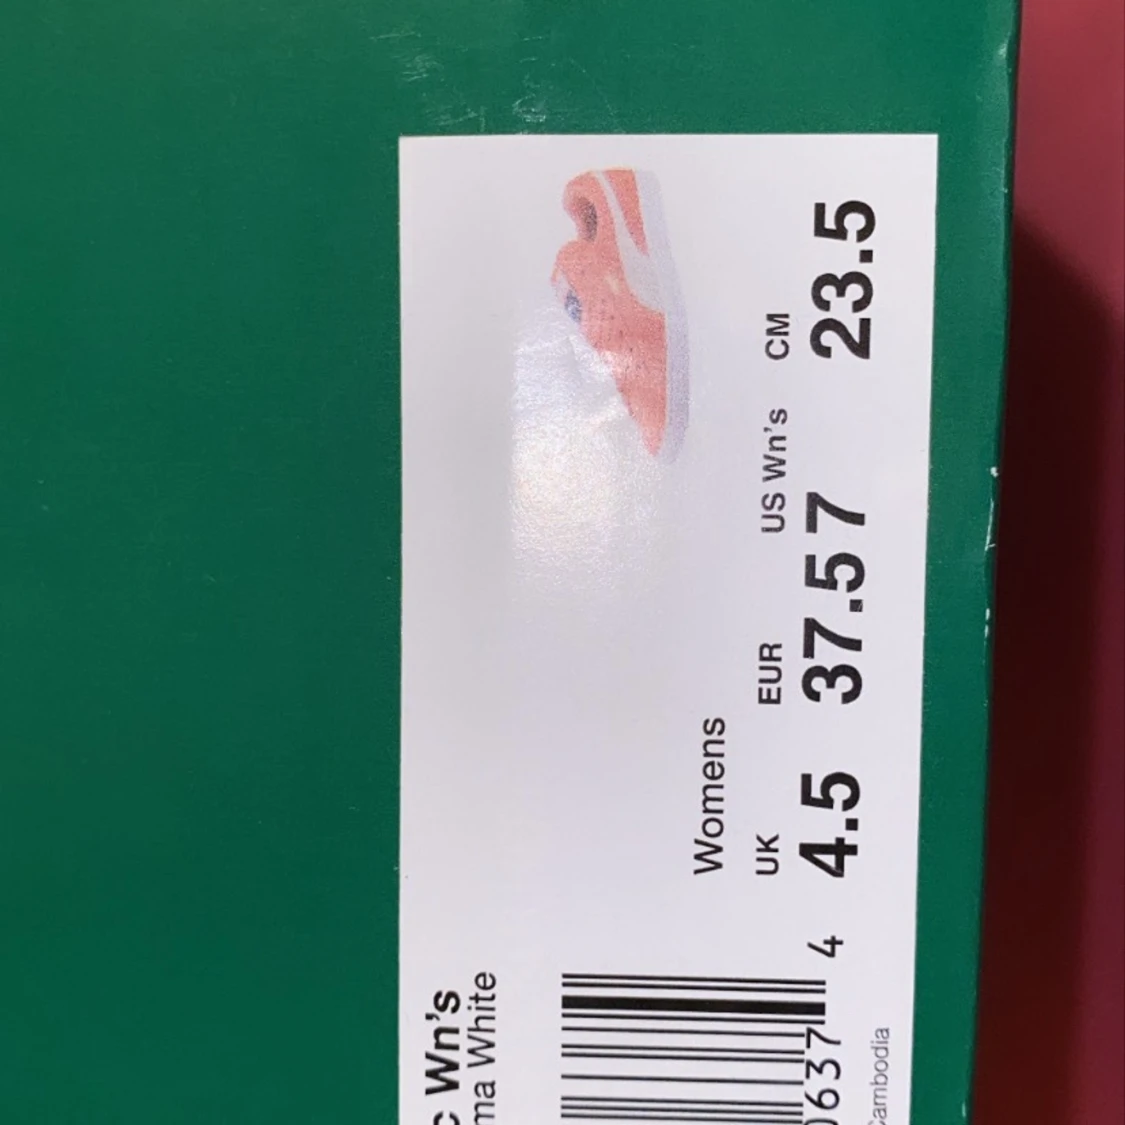 c Wn's
ma White
Womens
UK EUR US Wn's CM
4.5 37.5 7 23.5
0637 4
Cambodia